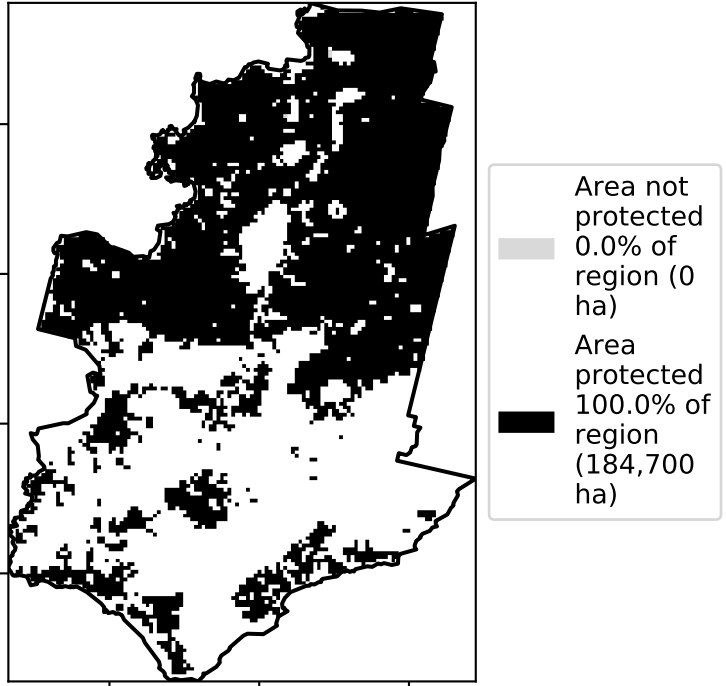 Area not
protected
0.0% of
region (0
ha)
Area
protected
100.0% of
region
(184,700
ha)